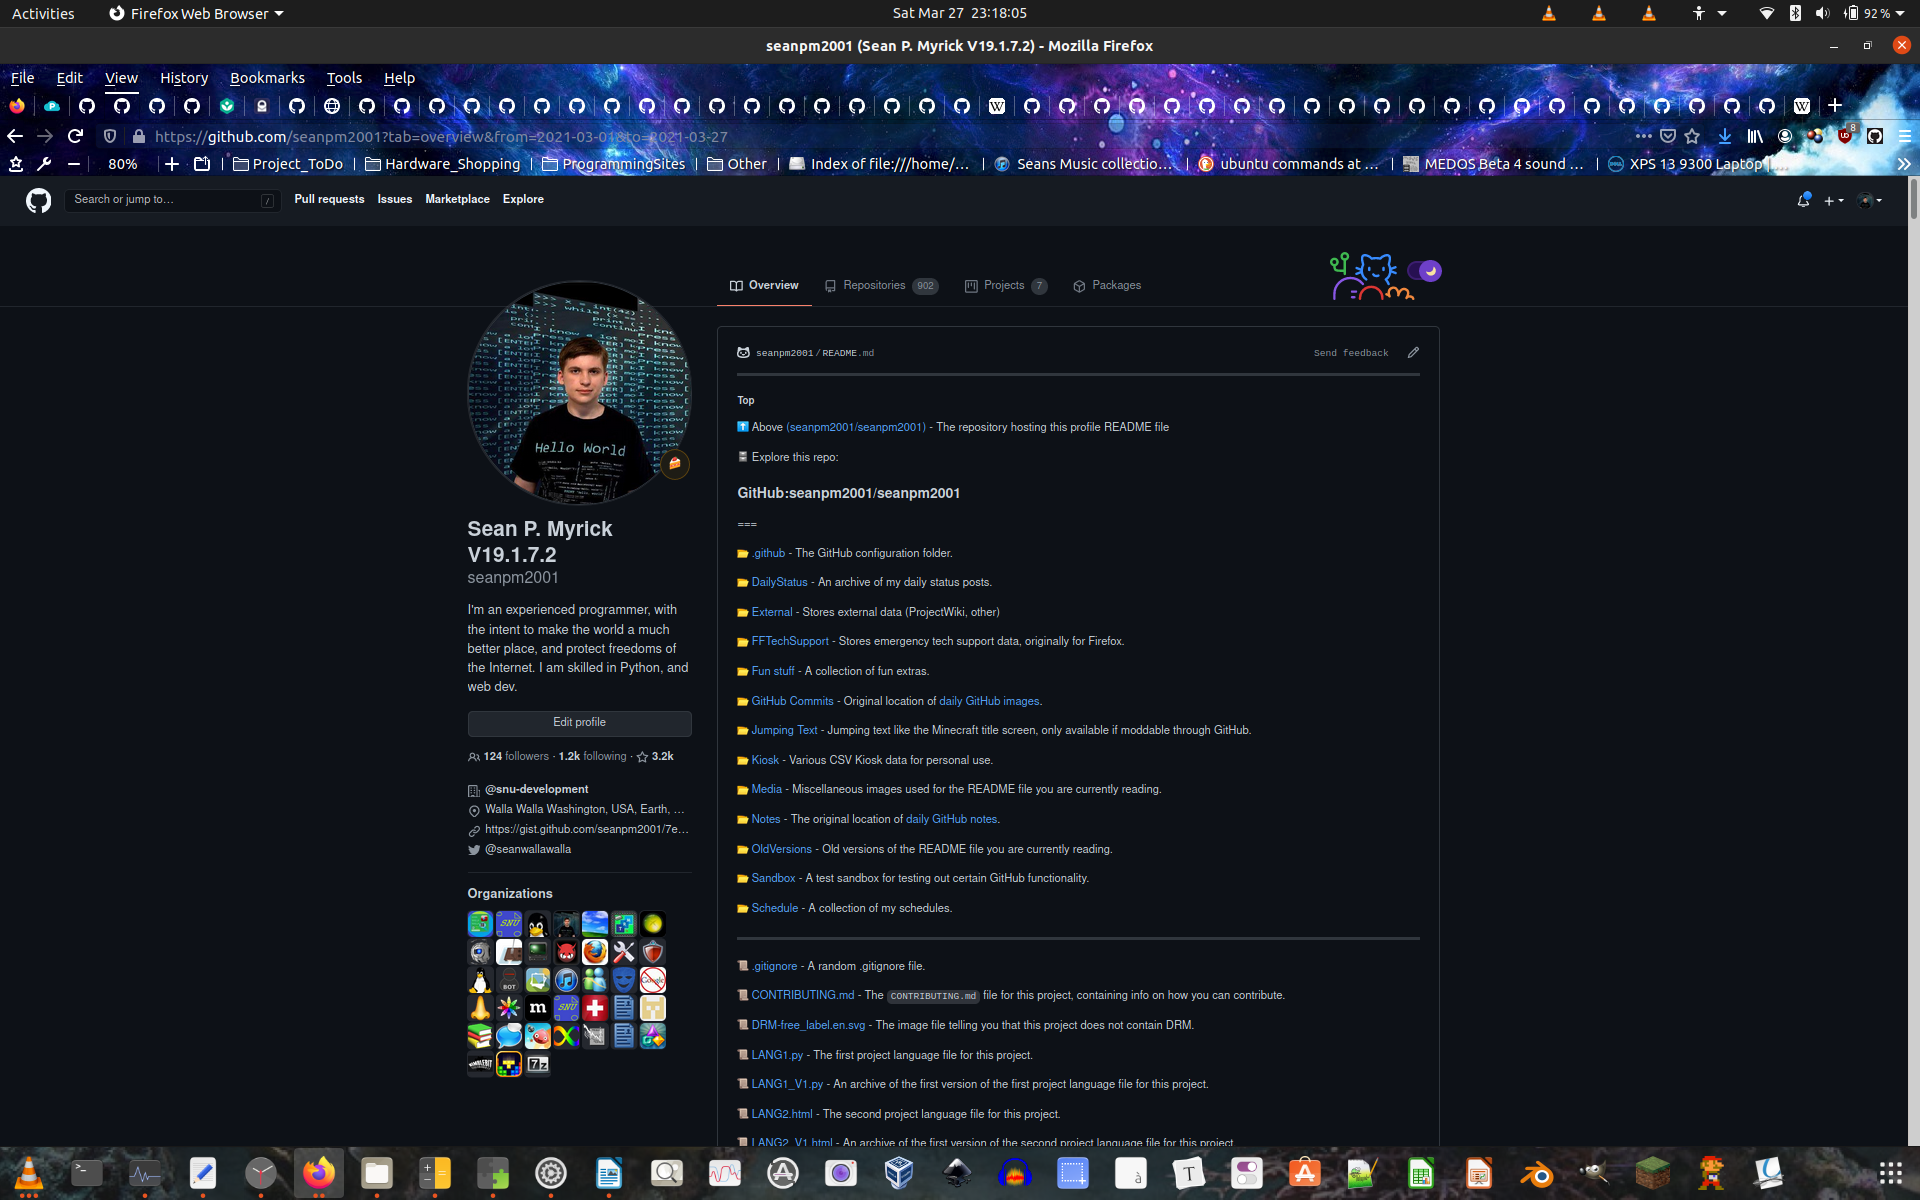 Activities
Firefox Web Browser
Sat Mar 27 23:18:05
92 %
seanpm2001 (Sean P. Myrick V19.1.7.2) - Mozilla Firefox
File Edit View History Bookmarks Tools Help
https://github.com/seanpm2001?tab=overview&from=2021-03-01&to=2021-03-27
8
80%
Project_ToDo
Hardware_Shopping
ProgrammingSites
Other
Index of file:///home/…
Seans Music collectio…
ubuntu commands at …
MEDOS Beta 4 sound …
XPS 13 9300 Laptop
Search or jump to…
/
Pull requests Issues Marketplace Explore
Overview
Repositories 902
Projects 7
Packages
seanpm2001/README.md
Send feedback
Top
Above (seanpm2001/seanpm2001) - The repository hosting this profile README file
Explore this repo:
GitHub:seanpm2001/seanpm2001
===
.github - The GitHub configuration folder.
DailyStatus - An archive of my daily status posts.
External - Stores external data (ProjectWiki, other)
FFTechSupport - Stores emergency tech support data, originally for Firefox.
Fun stuff - A collection of fun extras.
GitHub Commits - Original location of daily GitHub images.
Jumping Text - Jumping text like the Minecraft title screen, only available if moddable through GitHub.
Kiosk - Various CSV Kiosk data for personal use.
Media - Miscellaneous images used for the README file you are currently reading.
Notes - The original location of daily GitHub notes.
OldVersions - Old versions of the README file you are currently reading.
Sandbox - A test sandbox for testing out certain GitHub functionality.
Schedule - A collection of my schedules.
.gitignore - A random .gitignore file.
CONTRIBUTING.md - The CONTRIBUTING.md file for this project, containing info on how you can contribute.
DRM-free_label.en.svg - The image file telling you that this project does not contain DRM.
LANG1.py - The first project language file for this project.
LANG1_V1.py - An archive of the first version of the first project language file for this project.
LANG2.html - The second project language file for this project.
LANG2_V1.html - An archive of the first version of the second project language file for this project
Hello World
Sean P. Myrick
V19.1.7.2
seanpm2001
I'm an experienced programmer, with
the intent to make the world a much
better place, and protect freedoms of
the Internet. I am skilled in Python, and
web dev.
Edit profile
124 followers · 1.2k following · 3.2k
@snu-development
Walla Walla Washington, USA, Earth, …
https://gist.github.com/seanpm2001/7e…
@seanwallawalla
Organizations
SNU
BOT
m
SNU
7z